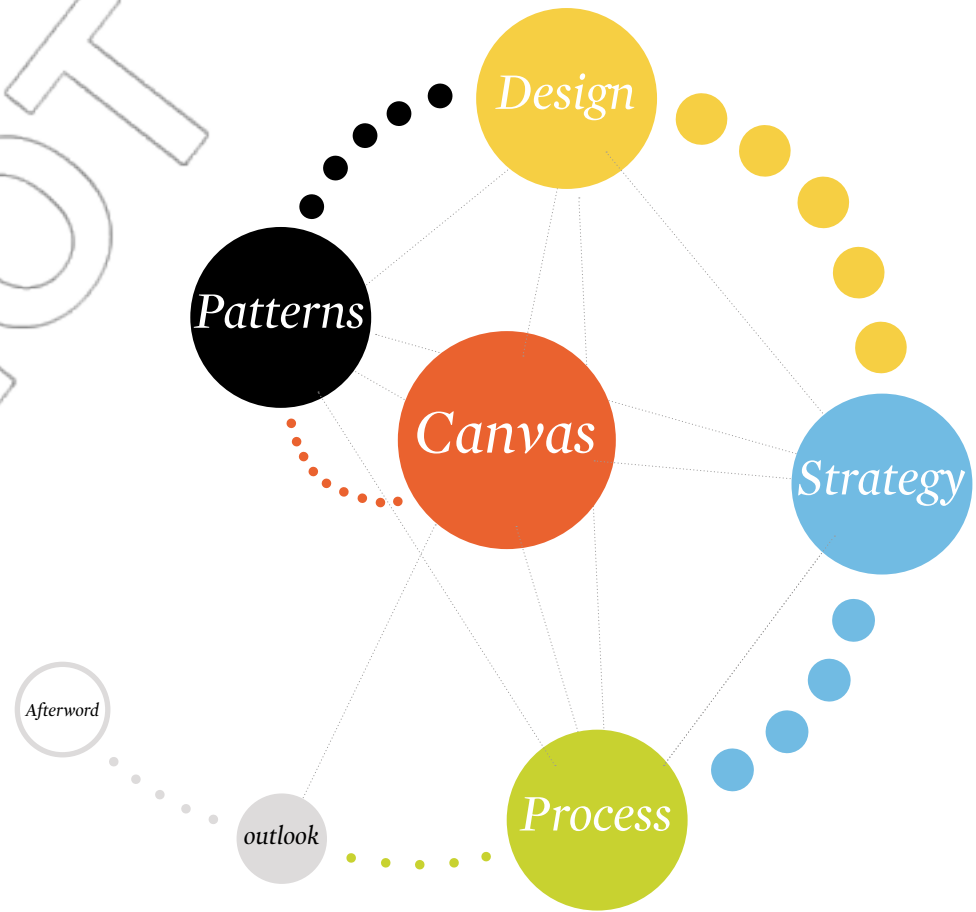 Design
Patterns
Canvas
Strategy
Afterword
Process
outlook